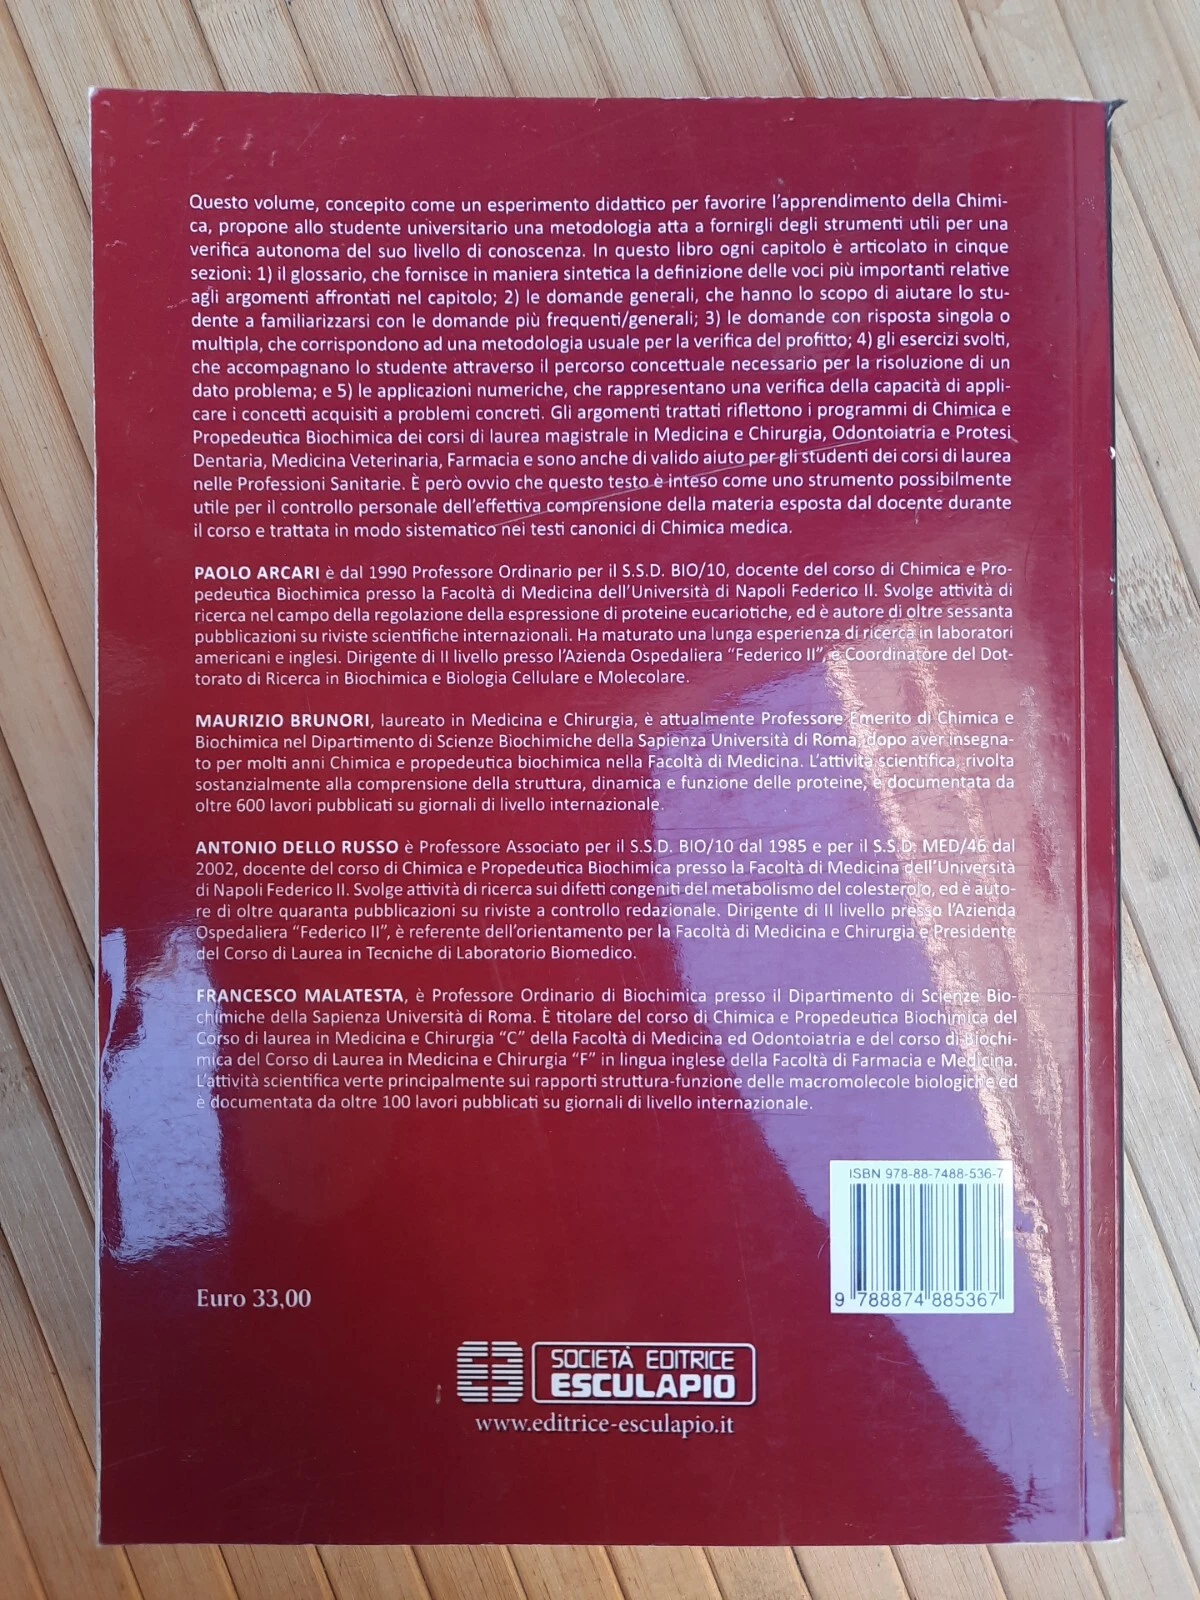 Questo volume, concepito come un esperimento didattico per favorire l'apprendimento della Chimi-
ca, propone allo studente universitario una metodologia atta a fornirgli degli strumenti utili per una
verifica autonoma del suo livello di conoscenza. In questo libro ogni capitolo è articolato in cinque
sezioni: 1) il glossario, che fornisce in maniera sintetica la definizione delle voci più importanti relative
agli argomenti affrontati nel capitolo; 2) le domande generali, che hanno lo scopo di aiutare lo stu-
dente a familiarizzarsi con le domande più frequenti/generali; 3) le domande con risposta singola o
multipla, che corrispondono ad una metodologia usuale per la verifica del profitto; 4) gli esercizi svolti,
che accompagnano lo studente attraverso il percorso concettuale necessario per la risoluzione di un
dato problema; e 5) le applicazioni numeriche, che rappresentano una verifica della capacità di appli-
care i concetti acquisiti a problemi concreti. Gli argomenti trattati riflettono i programmi di Chimica e
Propedeutica Biochimica dei corsi di laurea magistrale in Medicina e Chirurgia, Odontoiatria e Protesi
Dentaria, Medicina Veterinaria, Farmacia e sono anche di valido aiuto per gli studenti dei corsi di laurea
nelle Professioni Sanitarie. È però ovvio che questo testo è inteso come uno strumento possibilmente
utile per il controllo personale dell'effettiva comprensione della materia esposta dal docente durante
il corso e trattata in modo sistematico nei testi canonici di Chimica medica.
PAOLO ARCARI è dal 1990 Professore Ordinario per il S.S.D. BIO/10, docente del corso di Chimica e Pro-
pedeutica Biochimica presso la Facoltà di Medicina dell'Università di Napoli Federico II. Svolge attività di
ricerca nel campo della regolazione della espressione di proteine eucariotiche, ed è autore di oltre sessanta
pubblicazioni su riviste scientifiche internazionali. Ha maturato una lunga esperienza di ricerca in laboratori
americani e inglesi. Dirigente di II livello presso l'Azienda Ospedaliera "Federico II", e Coordinatore del Dot-
torato di Ricerca in Biochimica e Biologia Cellulare e Molecolare.
MAURIZIO BRUNORI, laureato in Medicina e Chirurgia, è attualmente Professore Emerito di Chimica e
Biochimica nel Dipartimento di Scienze Biochimiche della Sapienza Università di Roma, dopo aver insegna-
to per molti anni Chimica e propedeutica biochimica nella Facoltà di Medicina. L'attività scientifica, rivolta
sostanzialmente alla comprensione della struttura, dinamica e funzione delle proteine, è documentata da
oltre 600 lavori pubblicati su giornali di livello internazionale.
ANTONIO DELLO RUSSO è Professore Associato per il S.S.D. BIO/10 dal 1985 e per il S.S.D. MED/46 dal
2002, docente del corso di Chimica e Propedeutica Biochimica presso la Facoltà di Medicina dell'Università
di Napoli Federico II. Svolge attività di ricerca sui difetti congeniti del metabolismo del colesterolo, ed è auto-
re di oltre quaranta pubblicazioni su riviste a controllo redazionale. Dirigente di II livello presso l'Azienda
Ospedaliera "Federico II", è referente dell'orientamento per la Facoltà di Medicina e Chirurgia e Presidente
del Corso di Laurea in Tecniche di Laboratorio Biomedico.
FRANCESCO MALATESTA, è Professore Ordinario di Biochimica presso il Dipartimento di Scienze Bio-
chimiche della Sapienza Università di Roma. È titolare del corso di Chimica e Propedeutica Biochimica del
Corso di laurea in Medicina e Chirurgia "C" della Facoltà di Medicina ed Odontoiatria e del corso di Biochi-
mica del Corso di Laurea in Medicina e Chirurgia "F" in lingua inglese della Facoltà di Farmacia e Medicina.
L'attività scientifica verte principalmente sui rapporti struttura-funzione delle macromolecole biologiche ed
è documentata da oltre 100 lavori pubblicati su giornali di livello internazionale.
ISBN 978-88-7488-536-7
9 788874 885367
Euro 33,00
SOCIETÀ EDITRICE
ESCULAPIO
www.editrice-esculapio.it